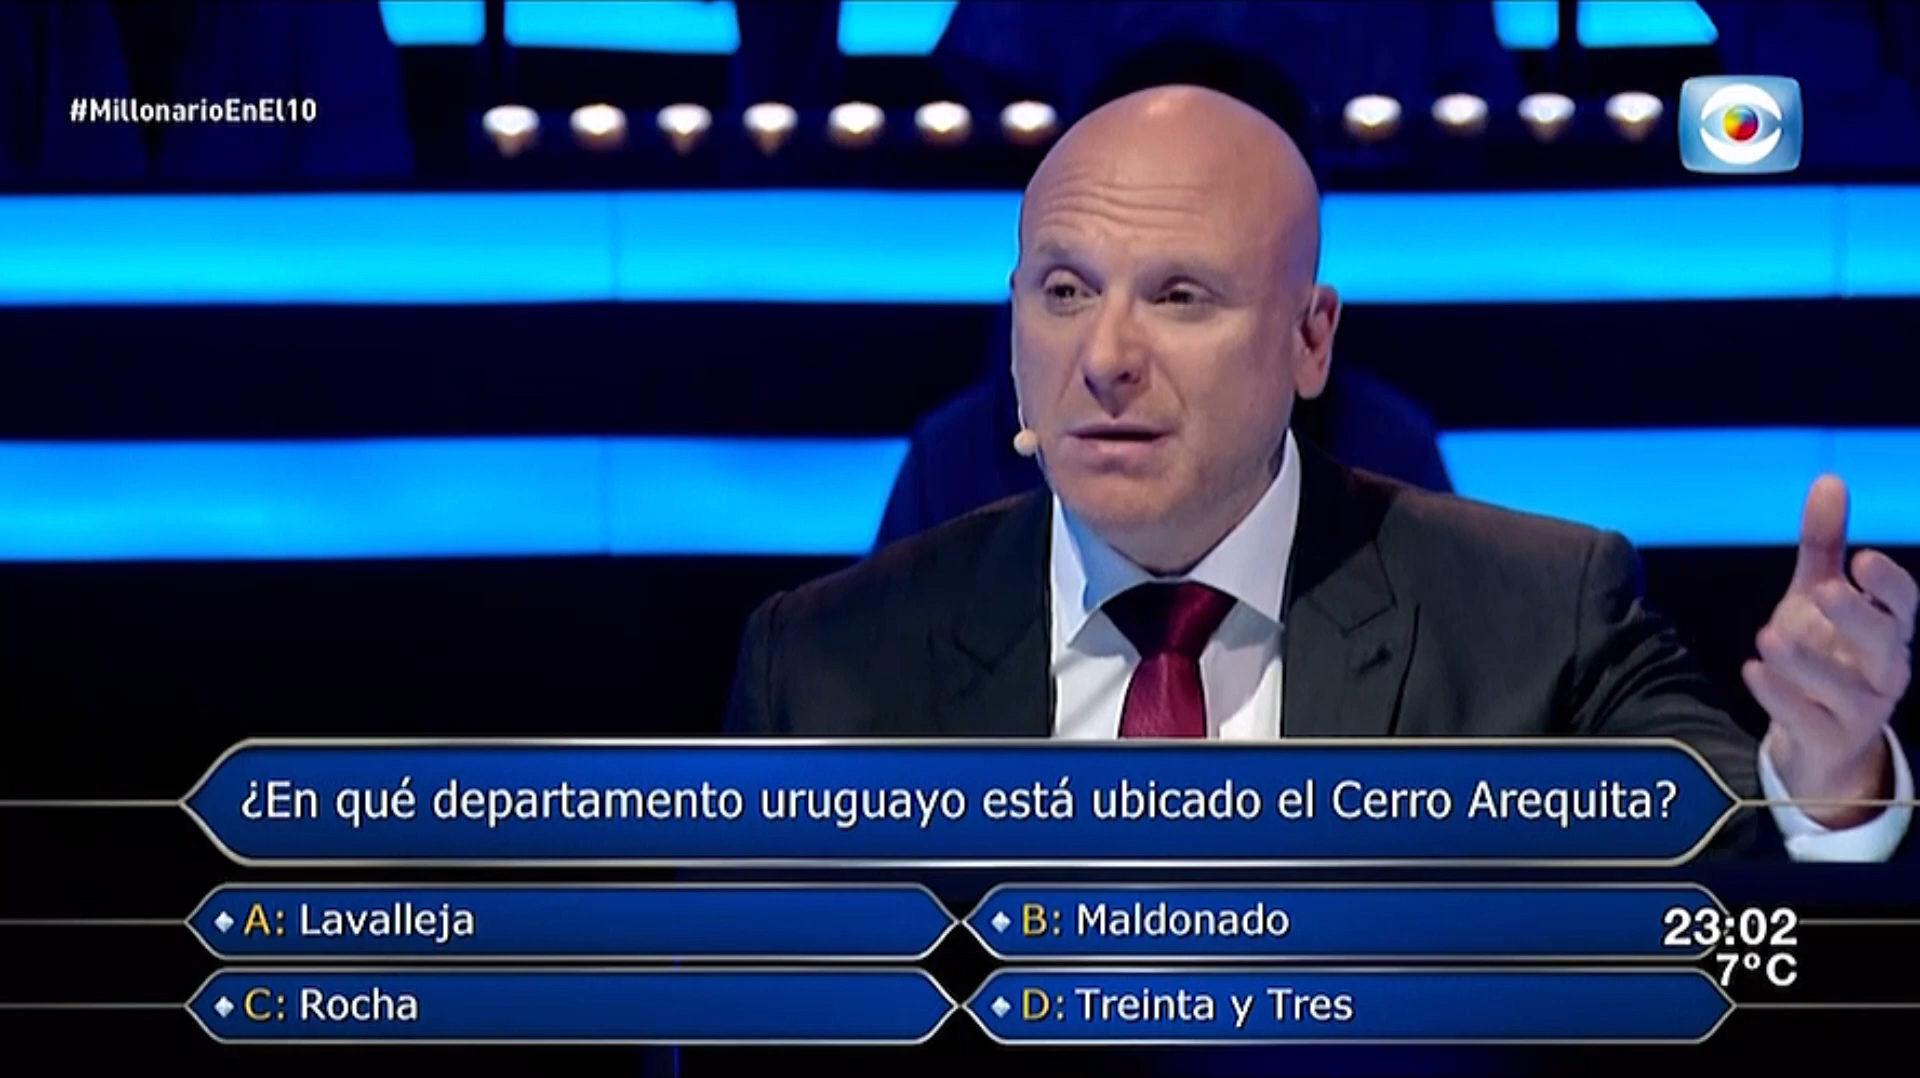 #MillonarioEnEl10
¿En qué departamento uruguayo está ubicado el Cerro Arequita?
A: Lavalleja
B: Maldonado
23:02
7°C
C: Rocha
D: Treinta y Tres